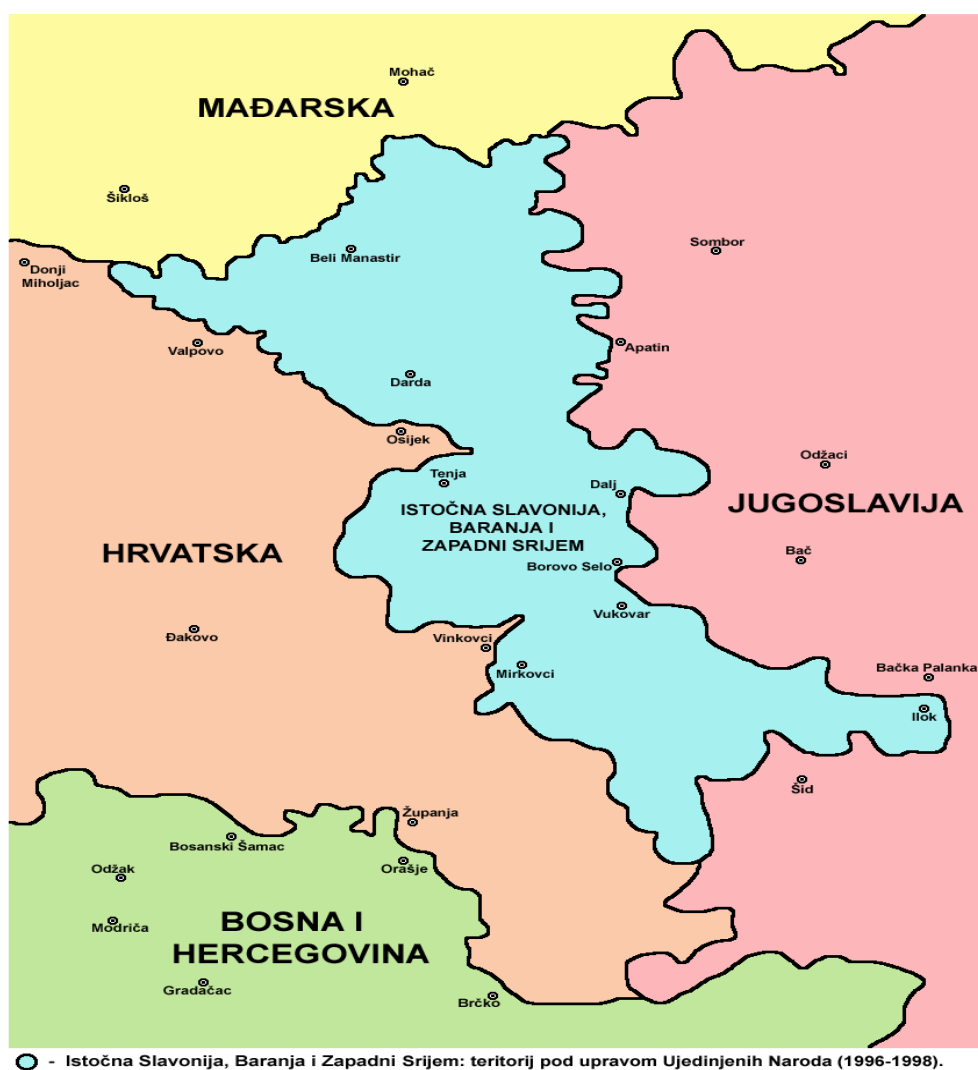 Mohač
MAĐARSKA
Šikloš
Sombor
Beli Manastir
Donji
Miholjac
Valpovo
Apatin
Darda
Osijek
Odžaci
Tenja
Dalj
JUGOSLAVIJA
ISTOČNA SLAVONIJA,
BARANJA I
ZAPADNI SRIJEM
HRVATSKA
Bač
Borovo Selo
Vukovar
Đakovo
Vinkovci
Mirkovci
Bačka Palanka
Ilok
Šid
Županja
Bosanski Šamac
Orašje
Odžak
Modriča
BOSNA I
HERCEGOVINA
Gradačac
Brčko
- Istočna Slavonija, Baranja i Zapadni Srijem: teritorij pod upravom Ujedinjenih Naroda (1996-1998).